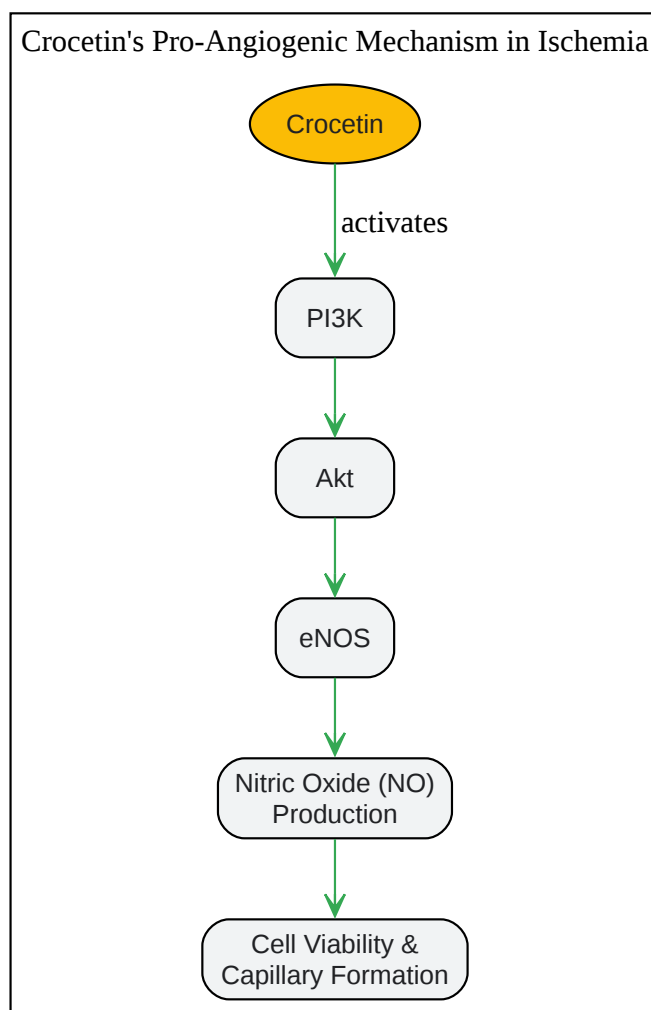 Crocetin's Pro-Angiogenic Mechanism in Ischemia
Crocetin
activates
PI3K
Akt
eNOS
Nitric Oxide (NO)
Production
Cell Viability &
Capillary Formation